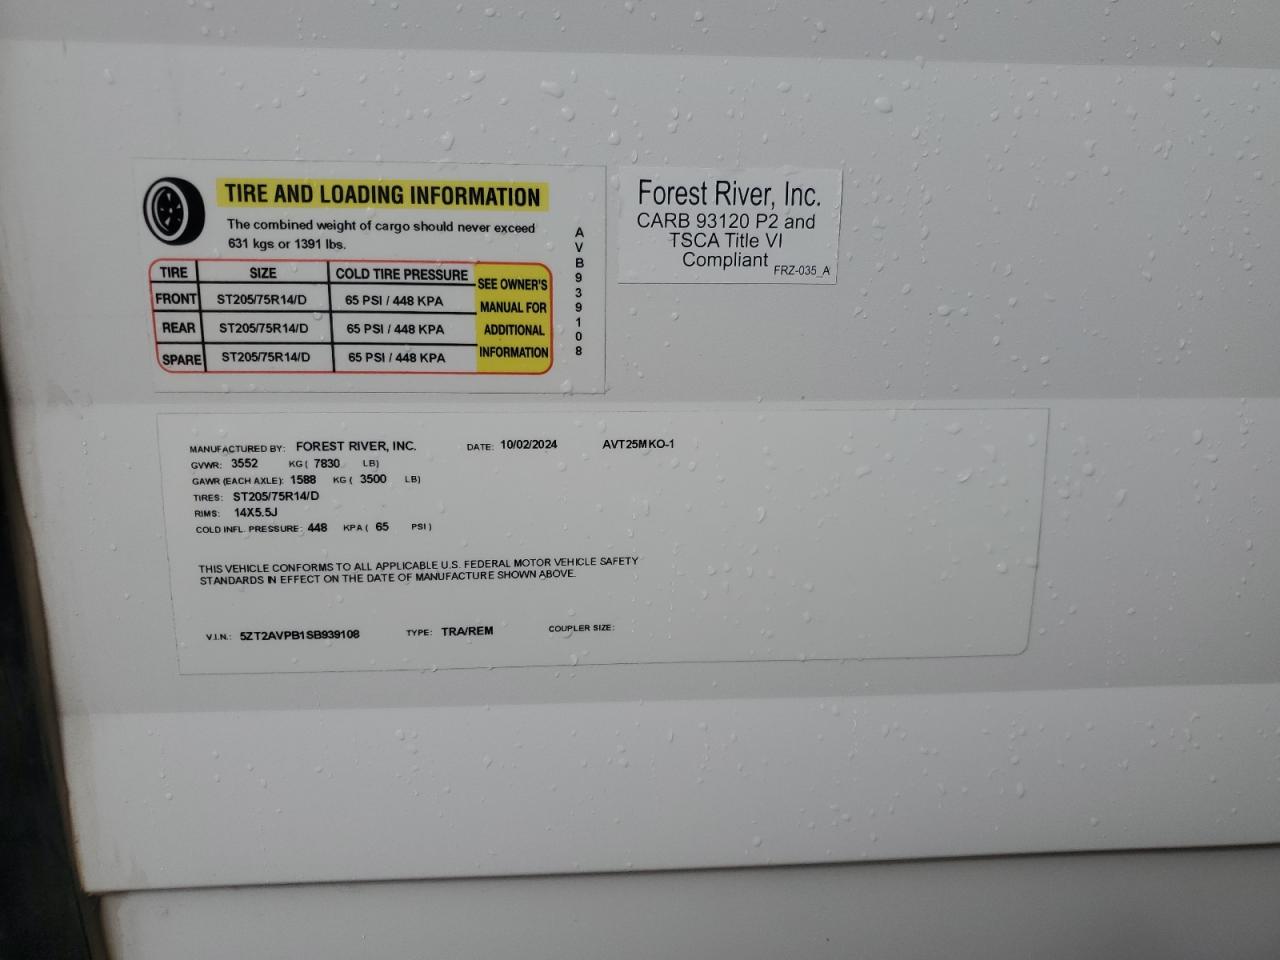 TIRE AND LOADING INFORMATION
The combined weight of cargo should never exceed
631 kgs or 1391 lbs.
TIRE SIZE COLD TIRE PRESSURE
FRONT ST205/75R14/D 65 PSI / 448 KPA
REAR ST205/75R14/D 65 PSI / 448 KPA
SPARE ST205/75R14/D 65 PSI / 448 KPA
SEE OWNER'S
MANUAL FOR
ADDITIONAL
INFORMATION
AVB939108
Forest River, Inc.
CARB 93120 P2 and
TSCA Title VI
Compliant
FRZ-035_A
MANUFACTURED BY: FOREST RIVER, INC. DATE: 10/02/2024 AVT25MKO-1
GVWR: 3552 KG ( 7830 LB)
GAWR (EACH AXLE): 1588 KG ( 3500 LB)
TIRES: ST205/75R14/D
RIMS: 14X5.5J
COLD INFL. PRESSURE: 448 KPA ( 65 PSI )
THIS VEHICLE CONFORMS TO ALL APPLICABLE U.S. FEDERAL MOTOR VEHICLE SAFETY
STANDARDS IN EFFECT ON THE DATE OF MANUFACTURE SHOWN ABOVE.
V.I.N.: 5ZT2AVPB1SB939108 TYPE: TRA/REM COUPLER SIZE: